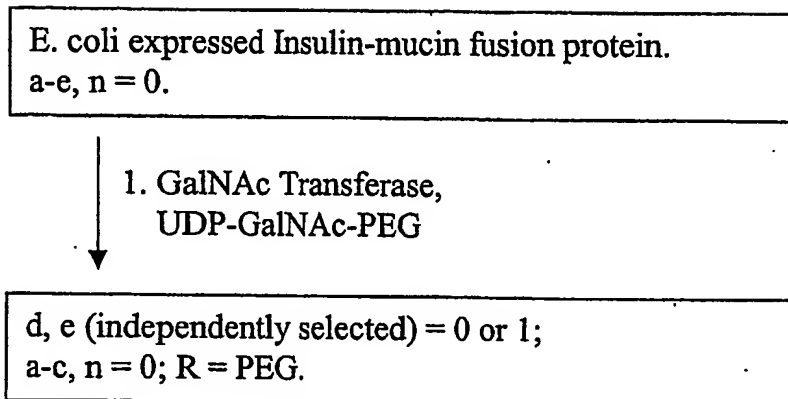 E. coli expressed Insulin-mucin fusion protein.
a-e, n = 0.
1. GalNAc Transferase,
UDP-GalNAc-PEG
d, e (independently selected) = 0 or 1;
a-c, n = 0; R = PEG.